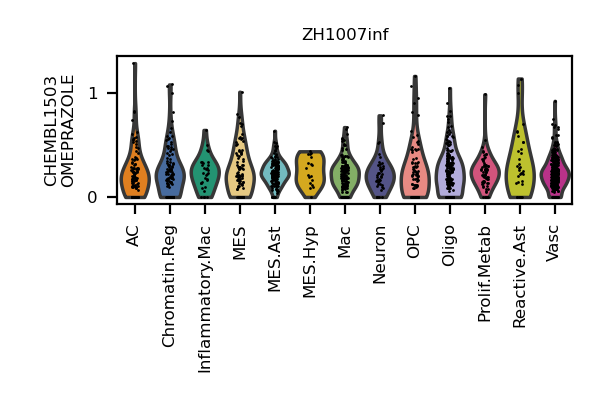 ZH1007inf
CHEMBL1503
OMEPRAZOLE
1
0
AC
Chromatin.Reg
Inflammatory.Mac
MES
MES.Ast
MES.Hyp
Mac
Neuron
OPC
Oligo
Prolif.Metab
Reactive.Ast
Vasc